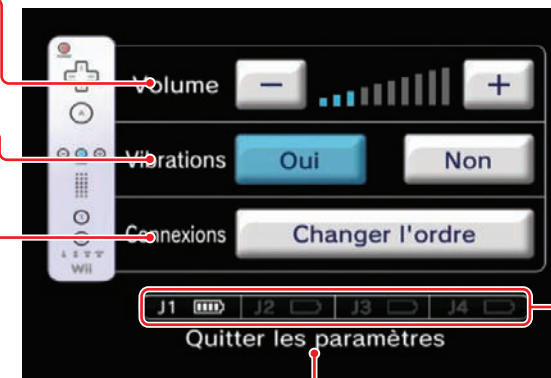 Volume − +
Vibrations Oui Non
Connexions Changer l'ordre
Wii
J1 J2 J3 J4
Quitter les paramètres